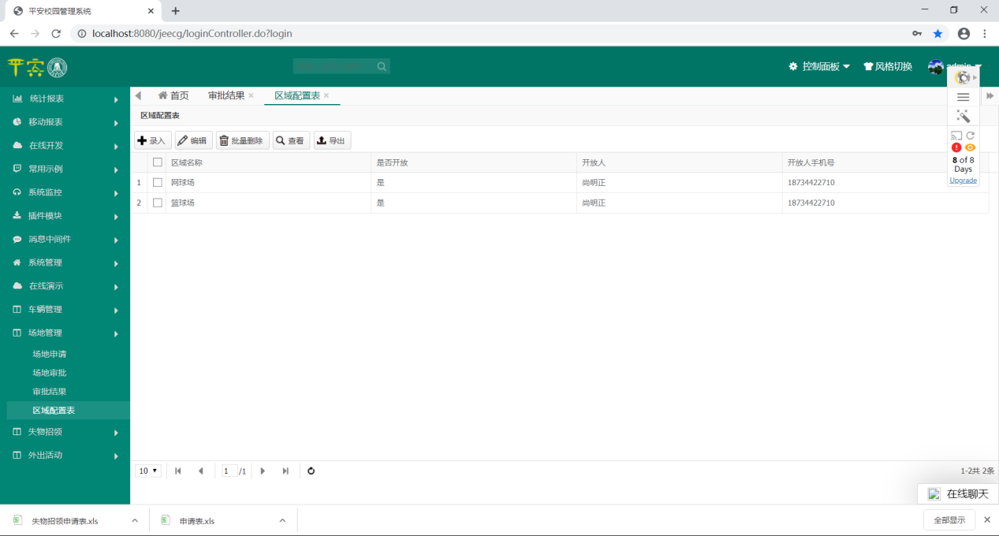 平安校园管理系统
localhost:8080/jeecg/loginController.do?login
平安
控制面板
风格切换
admin
统计报表
移动报表
在线开发
常用示例
系统监控
插件模块
消息中间件
系统管理
在线演示
车辆管理
场地管理
场地申请
场地审批
审批结果
区域配置表
失物招领
外出活动
首页 审批结果 区域配置表
区域配置表
录入 编辑 批量删除 查看 导出
区域名称 是否开放 开放人 开放人手机号
1 网球场 是 尚明正 18734422710
2 篮球场 是 尚明正 18734422710
8 of 8
Days
Upgrade
10 1 /1 1-2共 2条
在线聊天
失物招领申请表.xls 申请表.xls 全部显示